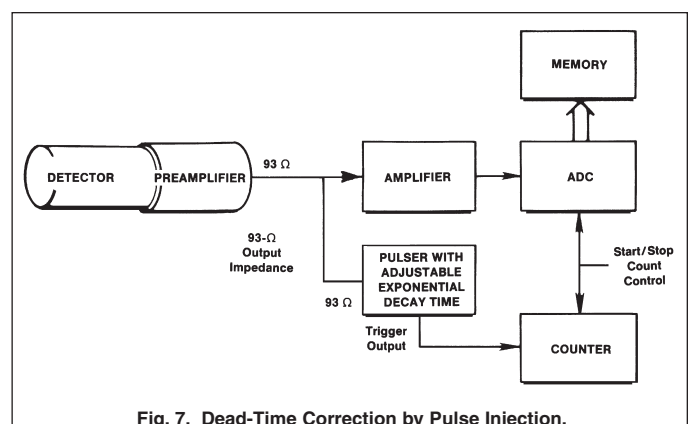 MEMORY
DETECTOR
PREAMPLIFIER
93 Ω
AMPLIFIER
ADC
93-Ω
Output
Impedance
93 Ω
PULSER WITH
ADJUSTABLE
EXPONENTIAL
DECAY TIME
Trigger
Output
Start/Stop
Count
Control
COUNTER
Fig. 7. Dead-Time Correction by Pulse Injection.